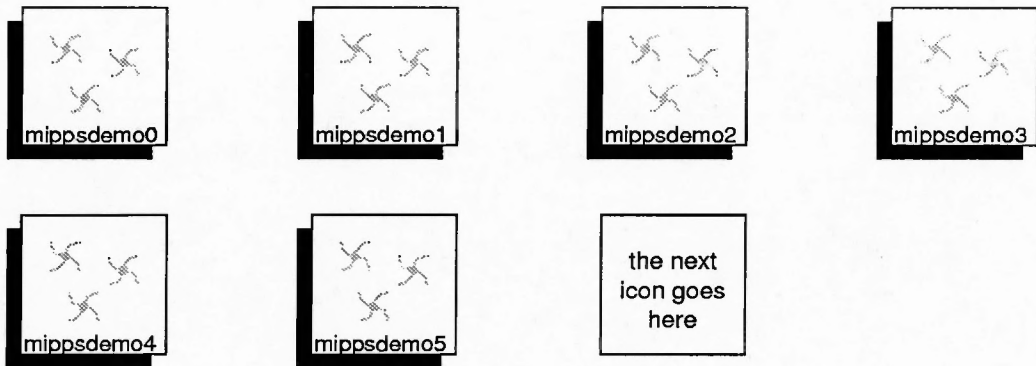 mippsdemo0
mippsdemo1
mippsdemo2
mippsdemo3
mippsdemo4
mippsdemo5
the next
icon goes
here